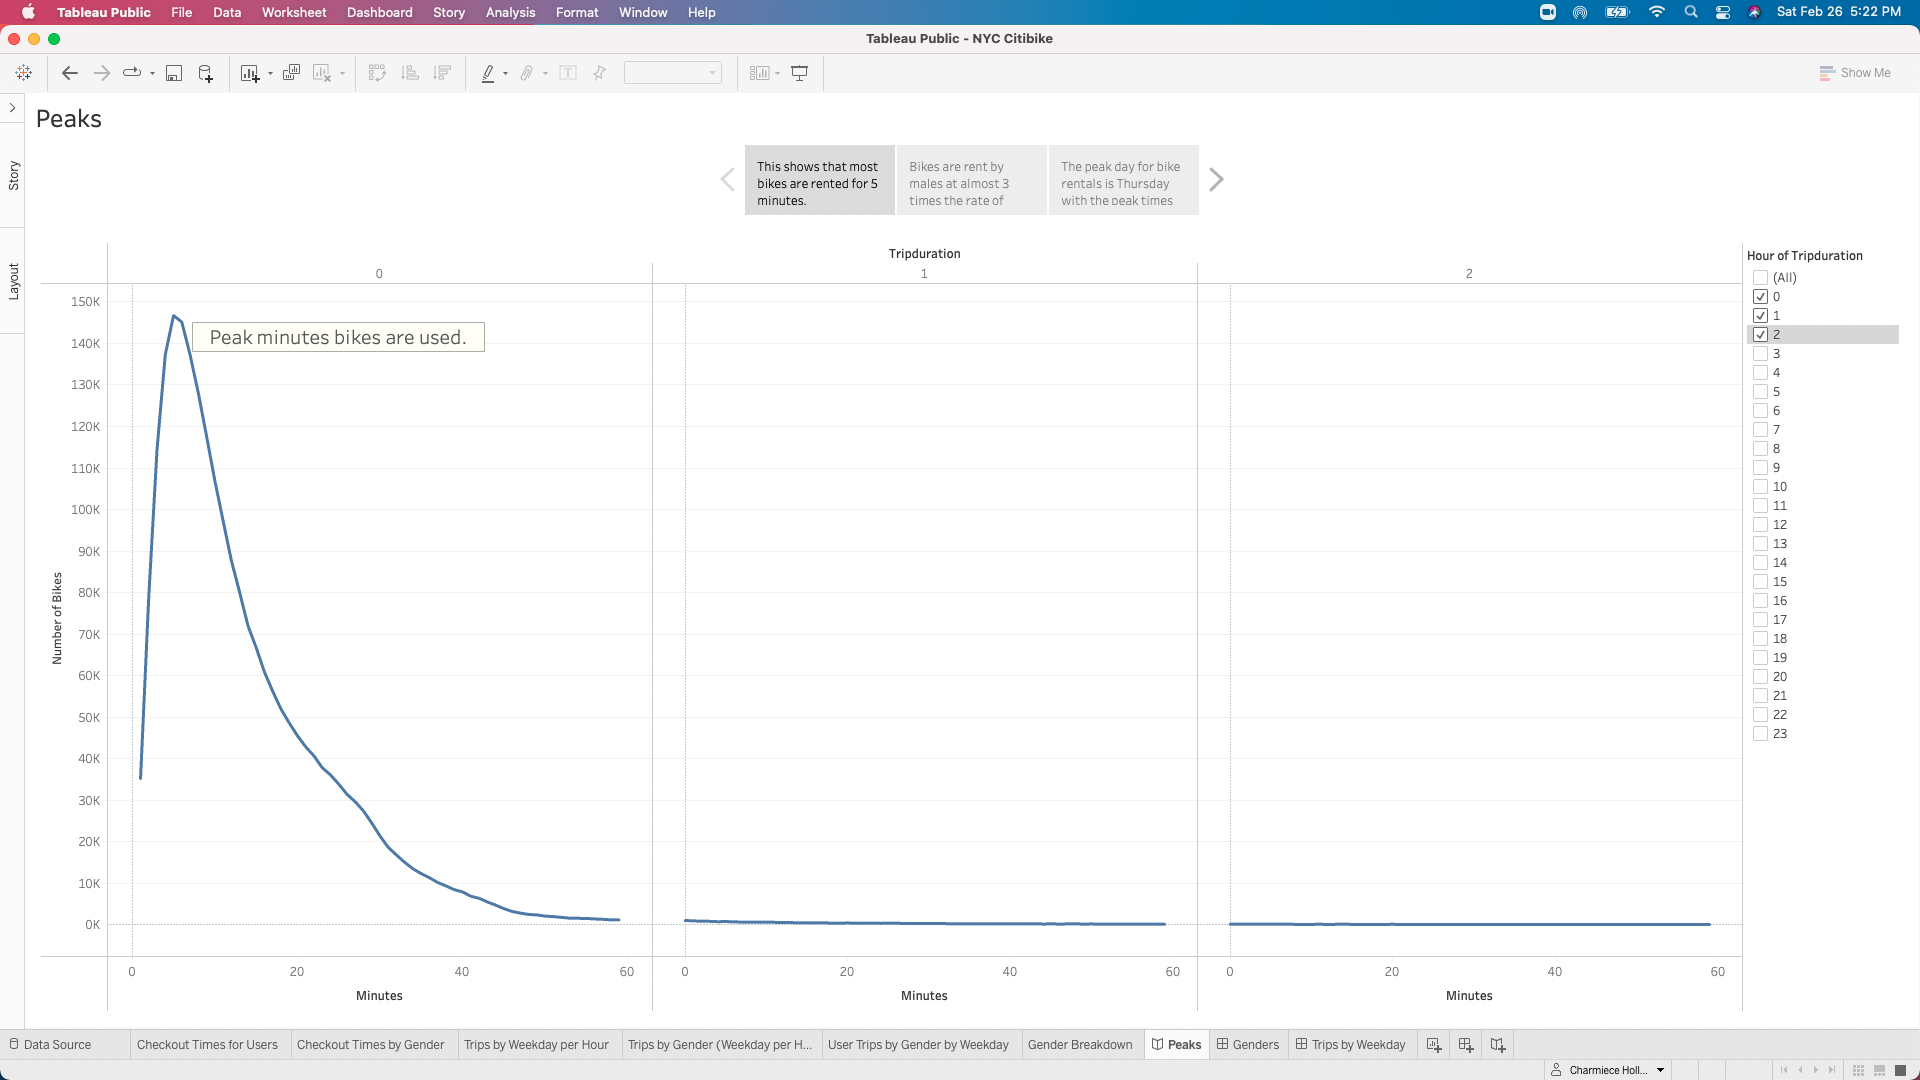 Tableau Public File Data Worksheet Dashboard Story Analysis Format Window Help Sat Feb 26 5:22 PM
Tableau Public - NYC Citibike
Show Me
Peaks
Story
Layout
This shows that most
bikes are rented for 5
minutes.
Bikes are rent by
males at almost 3
times the rate of
The peak day for bike
rentals is Thursday
with the peak times
Tripduration
0 1 2
150K
140K
130K
120K
110K
100K
90K
80K
70K
60K
50K
40K
30K
20K
10K
0K
Number of Bikes
Peak minutes bikes are used.
0 20 40 60 0 20 40 60 0 20 40 60
Minutes Minutes Minutes
Hour of Tripduration
(All)
0
1
2
3
4
5
6
7
8
9
10
11
12
13
14
15
16
17
18
19
20
21
22
23
Data Source Checkout Times for Users Checkout Times by Gender Trips by Weekday per Hour Trips by Gender (Weekday per H... User Trips by Gender by Weekday Gender Breakdown Peaks Genders Trips by Weekday
Charmiece Holl...